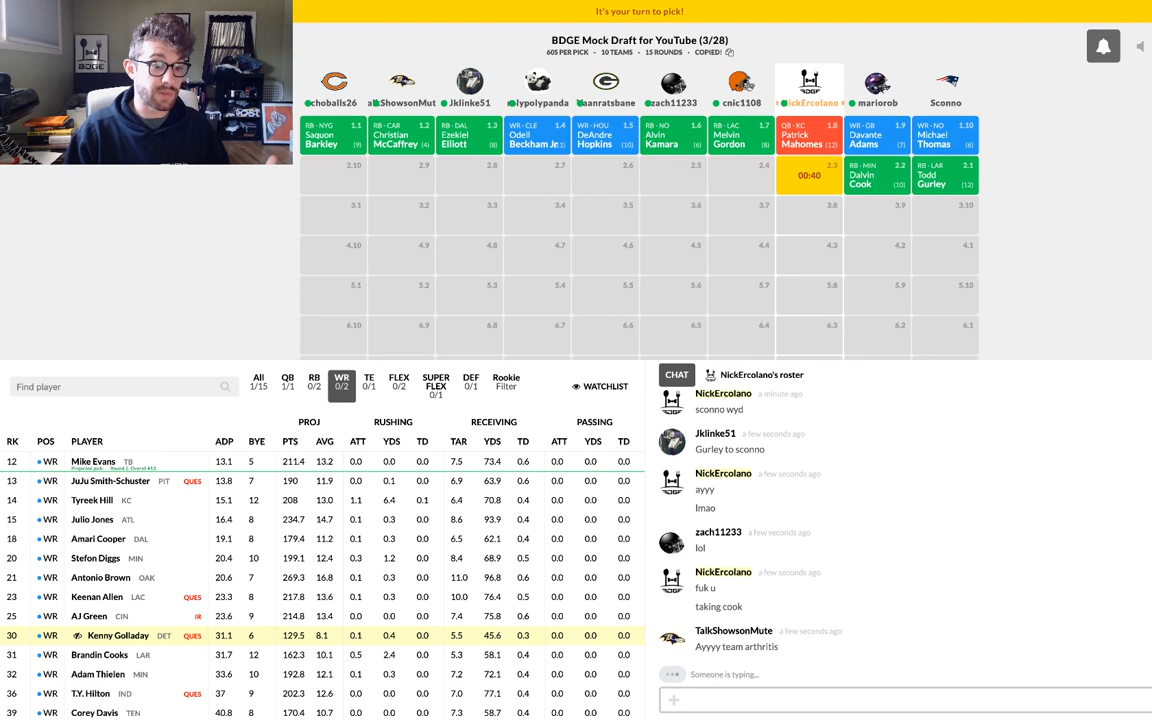 It's your turn to pick!
BDGE Mock Draft for YouTube (3/28)
60S PER PICK · 10 TEAMS · 15 ROUNDS · COPIED!
BDGE
choballs26
Jklinke51
zach11233
cnic1108
NickErcolano
mariorob
Sconno
RB - NYG 1.1
Saquon
Barkley (9)
RB - CAR 1.2
Christian
McCaffrey (4)
RB - DAL 1.3
Ezekiel
Elliott (8)
WR - CLE 1.4
Odell
Beckham Jr.
WR - HOU 1.5
DeAndre
Hopkins (10)
RB - NO 1.6
Alvin
Kamara (6)
RB - LAC 1.7
Melvin
Gordon (8)
QB - KC 1.8
Patrick
Mahomes (12)
WR - GB 1.9
Davante
Adams (7)
WR - NO 1.10
Michael
Thomas (6)
2.10 2.9 2.8 2.7 2.6 2.5 2.4 2.3
00:40
RB - MIN 2.2
Dalvin
Cook (10)
RB - LAR 2.1
Todd
Gurley (12)
3.1 3.2 3.3 3.4 3.5 3.6 3.7 3.8 3.9 3.10
4.10 4.9 4.8 4.7 4.6 4.5 4.4 4.3 4.2 4.1
5.1 5.2 5.3 5.4 5.5 5.6 5.7 5.8 5.9 5.10
6.10 6.9 6.8 6.7 6.6 6.5 6.4 6.3 6.2 6.1
Find player
All 1/15 QB 1/1 RB 0/2 WR 0/2 TE 0/1 FLEX 0/2 SUPER FLEX 0/1 DEF 0/1 Rookie Filter
WATCHLIST
PROJ RUSHING RECEIVING PASSING
RK POS PLAYER ADP BYE PTS AVG ATT YDS TD TAR YDS TD ATT YDS TD
12 WR Mike Evans TB 13.1 5 211.4 13.2 0.0 0.0 0.0 7.5 73.4 0.6 0.0 0.0 0.0
Projected pick: Round 2, Overall #13
13 WR JuJu Smith-Schuster PIT QUES 13.8 7 190 11.9 0.0 0.1 0.0 6.9 63.9 0.6 0.0 0.0 0.0
14 WR Tyreek Hill KC 15.1 12 208 13.0 1.1 6.4 0.1 6.4 70.8 0.4 0.0 0.0 0.0
15 WR Julio Jones ATL 16.4 8 234.7 14.7 0.1 0.3 0.0 8.6 93.9 0.4 0.0 0.0 0.0
18 WR Amari Cooper DAL 19.1 8 179.4 11.2 0.1 0.3 0.0 6.5 62.1 0.4 0.0 0.0 0.0
20 WR Stefon Diggs MIN 20.4 10 199.1 12.4 0.3 1.2 0.0 8.4 68.9 0.5 0.0 0.0 0.0
21 WR Antonio Brown OAK 20.6 7 269.3 16.8 0.1 0.3 0.0 11.0 96.8 0.6 0.0 0.0 0.0
23 WR Keenan Allen LAC QUES 23.3 8 217.8 13.6 0.1 0.3 0.0 10.0 76.4 0.5 0.0 0.0 0.0
25 WR AJ Green CIN IR 23.6 9 214.8 13.4 0.1 0.0 0.0 7.4 75.8 0.6 0.0 0.0 0.0
30 WR Kenny Golladay DET QUES 31.1 6 129.5 8.1 0.1 0.4 0.0 5.5 45.6 0.3 0.0 0.0 0.0
31 WR Brandin Cooks LAR 31.7 12 162.3 10.1 0.5 2.4 0.0 5.3 58.1 0.4 0.0 0.0 0.0
32 WR Adam Thielen MIN 33.6 10 192.8 12.1 0.1 0.3 0.0 7.2 72.1 0.4 0.0 0.0 0.0
36 WR T.Y. Hilton IND QUES 37 9 202.3 12.6 0.0 0.0 0.0 7.0 77.1 0.4 0.0 0.0 0.0
39 WR Corey Davis TEN 40.8 8 170.4 10.7 0.1 0.3 0.0 7.3 58.7 0.4 0.0 0.0 0.0
CHAT NickErcolano's roster
NickErcolano a minute ago
sconno wyd
Jklinke51 a few seconds ago
Gurley to sconno
NickErcolano a few seconds ago
ayyy
lmao
zach11233 a few seconds ago
lol
NickErcolano a few seconds ago
fuk u
taking cook
TalkShowsonMute a few seconds ago
Ayyyy team arthritis
Someone is typing...